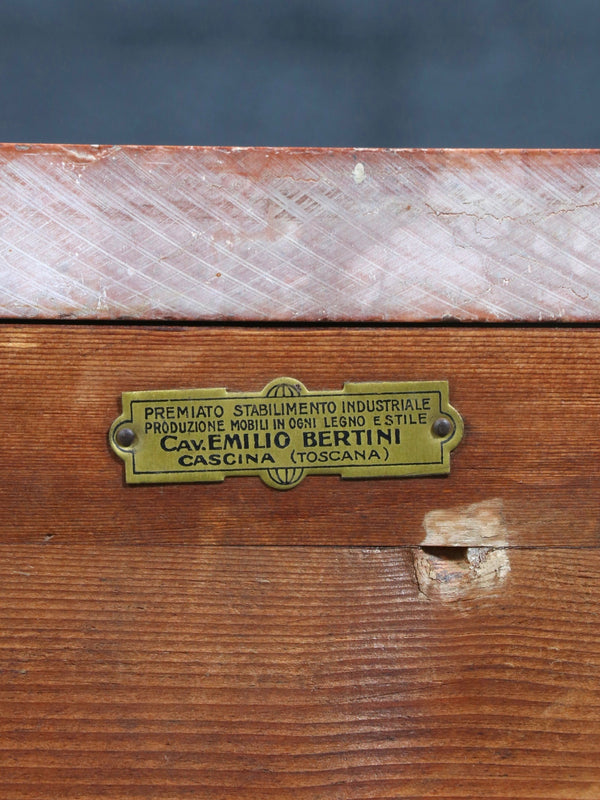 PREMIATO STABILIMENTO INDUSTRIALE
PRODUZIONE MOBILI IN OGNI LEGNO E STILE
CAV. EMILIO BERTINI
CASCINA (TOSCANA)